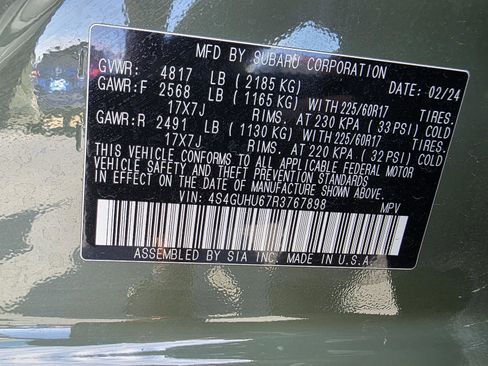 MFD BY SUBARU CORPORATION
GVWR: 4817 LB ( 2185 KG) DATE: 02/24
GAWR:F 2568 LB ( 1165 KG) WITH 225/60R17 TIRES.
17X7J RIMS. AT 230 KPA ( 33 PSI) COLD.
GAWR:R 2491 LB ( 1130 KG) WITH 225/60R17 TIRES.
17X7J RIMS. AT 220 KPA ( 32 PSI) COLD.
THIS VEHICLE CONFORMS TO ALL APPLICABLE FEDERAL MOTOR
VEHICLE SAFETY AND THEFT PREVENTION STANDARDS
IN EFFECT ON THE DATE OF MANUFACTURE SHOWN ABOVE.
VIN: 4S4GUHU67R3767898 MPV
ASSEMBLED BY SIA INC. MADE IN U.S.A.